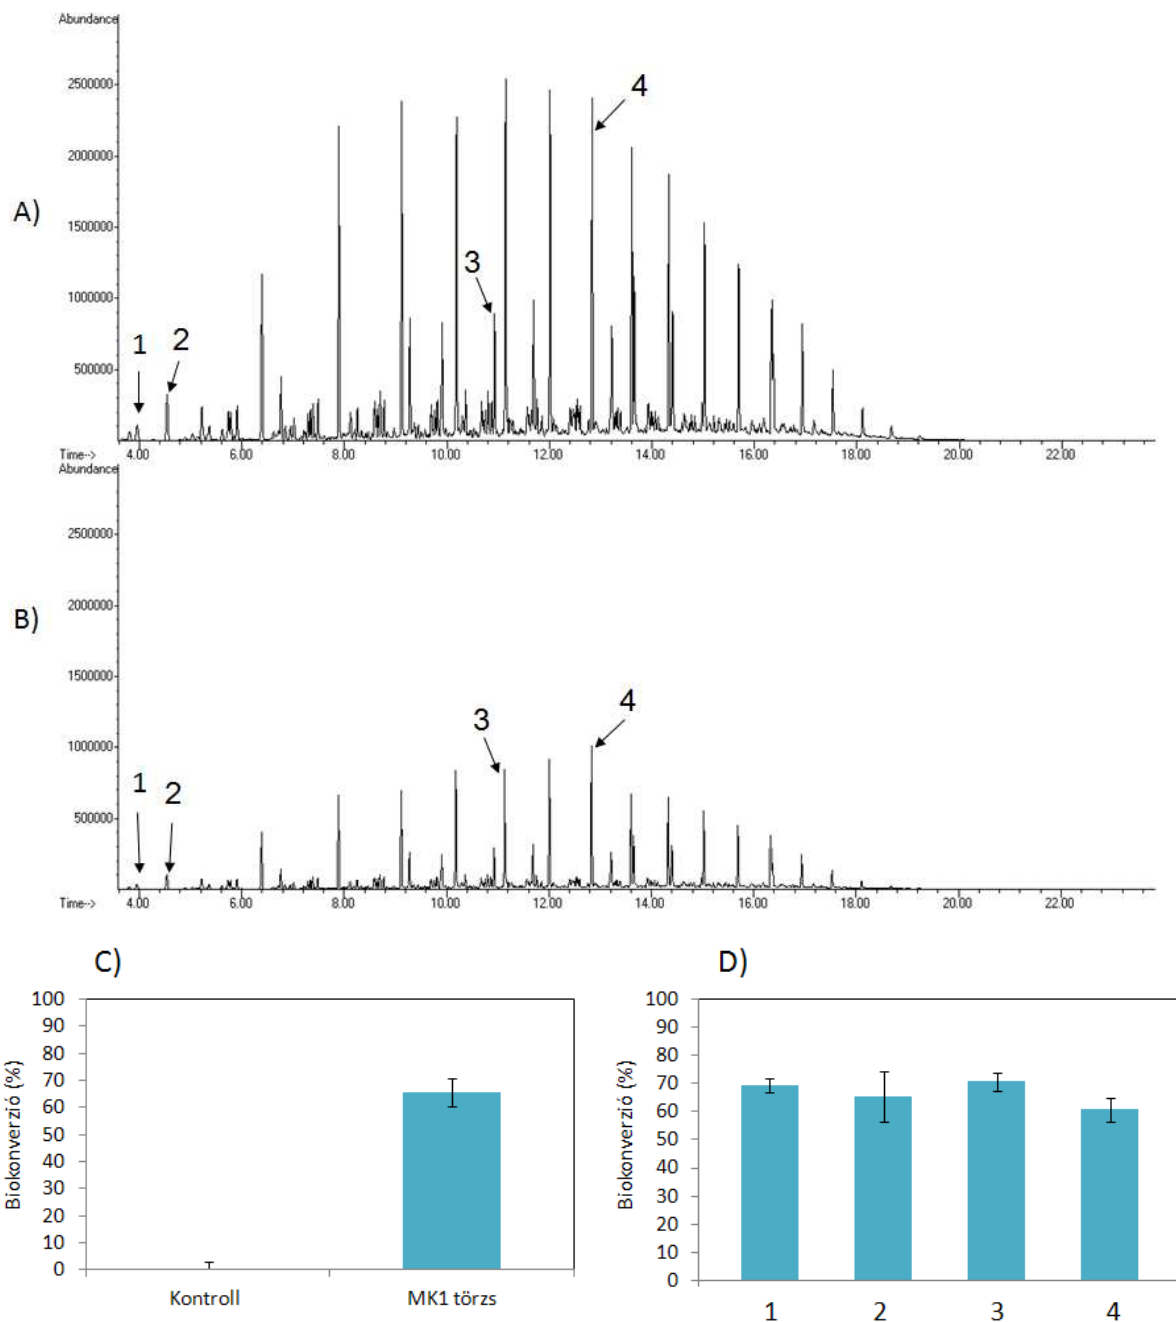 Abundance
2500000
2000000
1500000
1000000
500000
A)
1
2
3
4
Time-->
4.00 6.00 8.00 10.00 12.00 14.00 16.00 18.00 20.00 22.00
Abundance
2500000
2000000
1500000
1000000
500000
B)
1
2
3
4
Time-->
4.00 6.00 8.00 10.00 12.00 14.00 16.00 18.00 20.00 22.00
C)
Biokonverzió (%)
100
90
80
70
60
50
40
30
20
10
0
Kontroll MK1 törzs
D)
Biokonverzió (%)
100
90
80
70
60
50
40
30
20
10
0
1 2 3 4